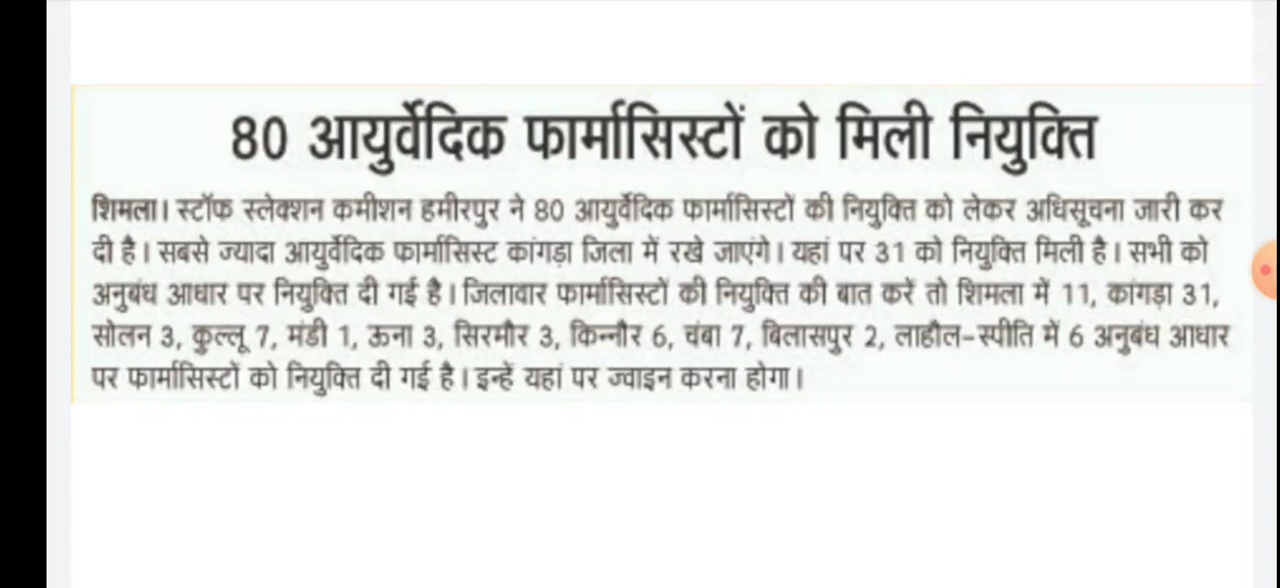 80 आयुर्वेदिक फार्मासिस्टों को मिली नियुक्ति
शिमला। स्टॉफ स्लेक्शन कमीशन हमीरपुर ने 80 आयुर्वेदिक फार्मासिस्टों की नियुक्ति को लेकर अधिसूचना जारी कर
दी है। सबसे ज्यादा आयुर्वेदिक फार्मासिस्ट कांगड़ा जिला में रखे जाएंगे। यहां पर 31 को नियुक्ति मिली है। सभी को
अनुबंध आधार पर नियुक्ति दी गई है। जिलावार फार्मासिस्टों की नियुक्ति की बात करें तो शिमला में 11, कांगड़ा 31,
सोलन 3, कुल्लू 7, मंडी 1, ऊना 3, सिरमौर 3, किन्नौर 6, चंबा 7, बिलासपुर 2, लाहौल-स्पीति में 6 अनुबंध आधार
पर फार्मासिस्टों को नियुक्ति दी गई है। इन्हें यहां पर ज्वाइन करना होगा।